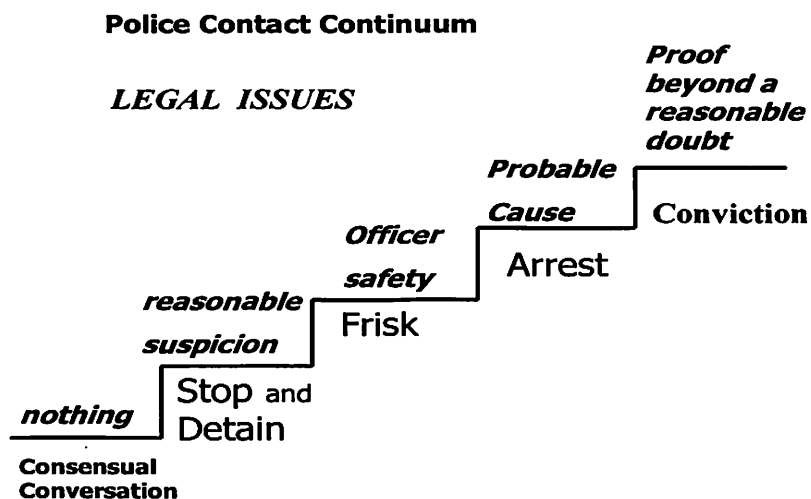 Police Contact Continuum
LEGAL ISSUES
Proof
beyond a
reasonable
doubt
Conviction
Probable
Cause
Arrest
Officer
safety
Frisk
reasonable
suspicion
Stop and
Detain
nothing
Consensual
Conversation